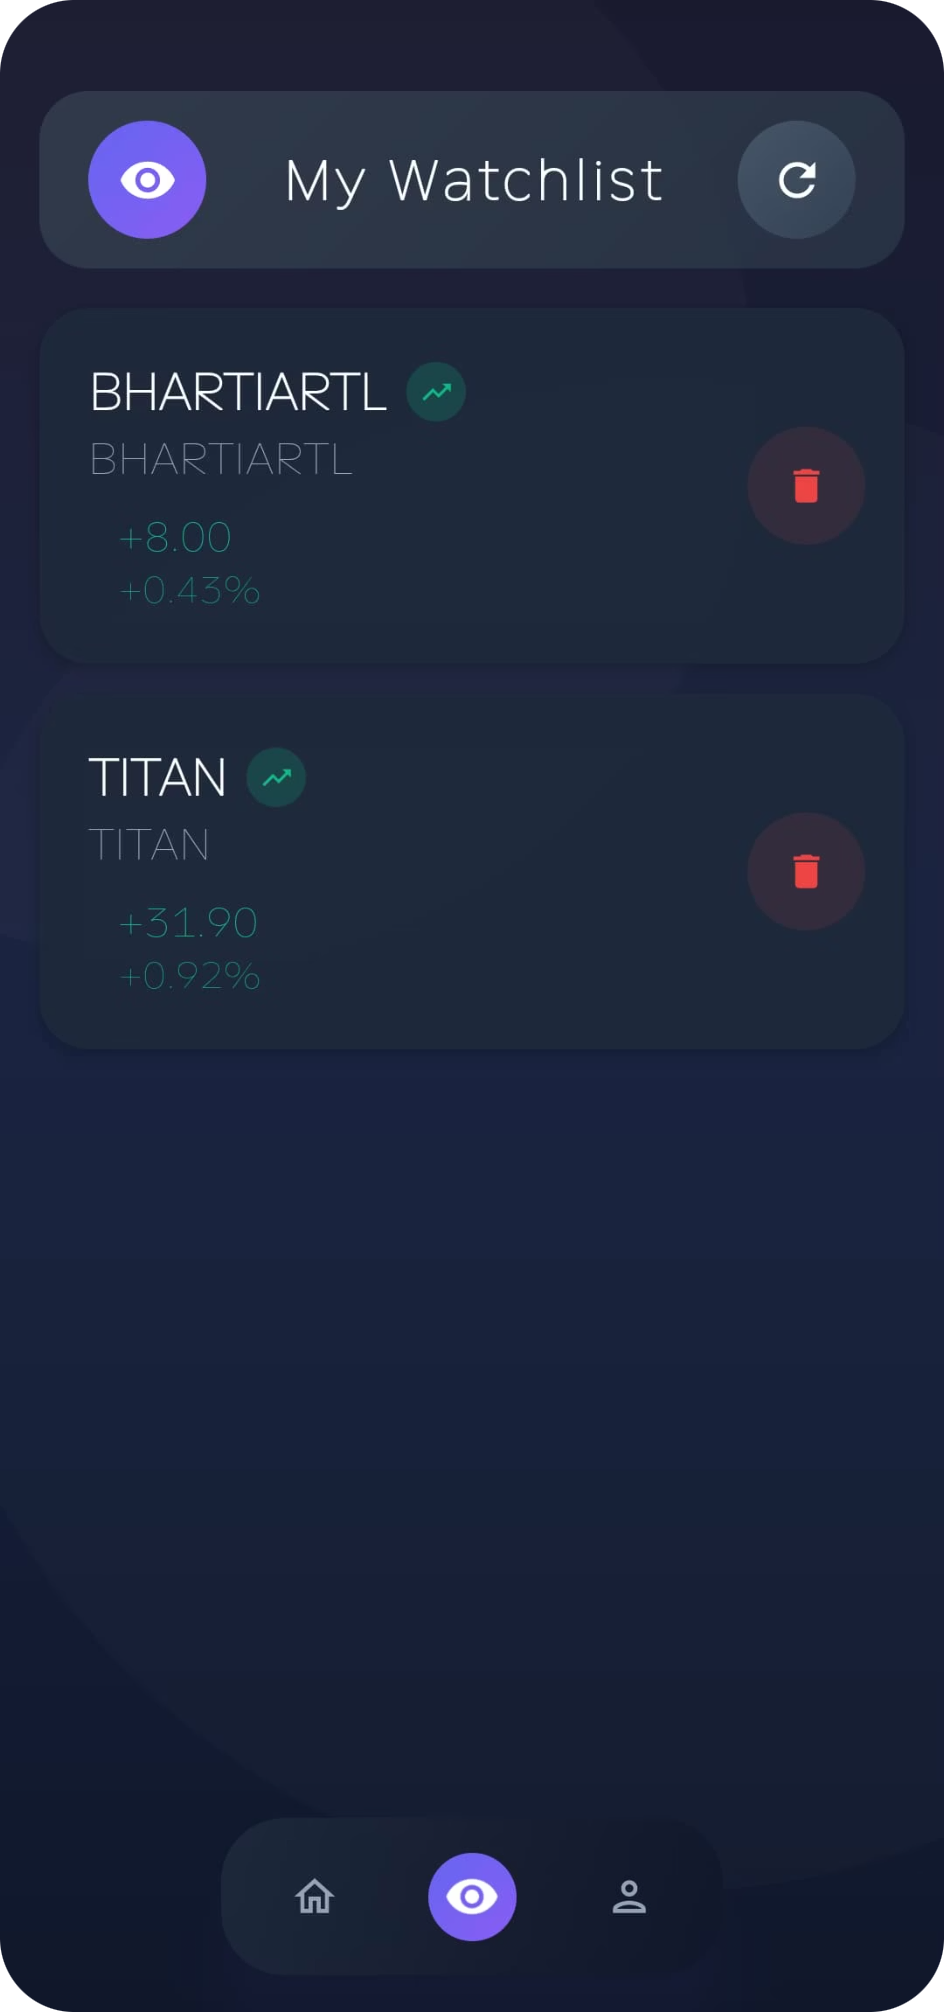 My Watchlist
BHARTIARTL
BHARTIARTL
+8.00
+0.43%
TITAN
TITAN
+31.90
+0.92%